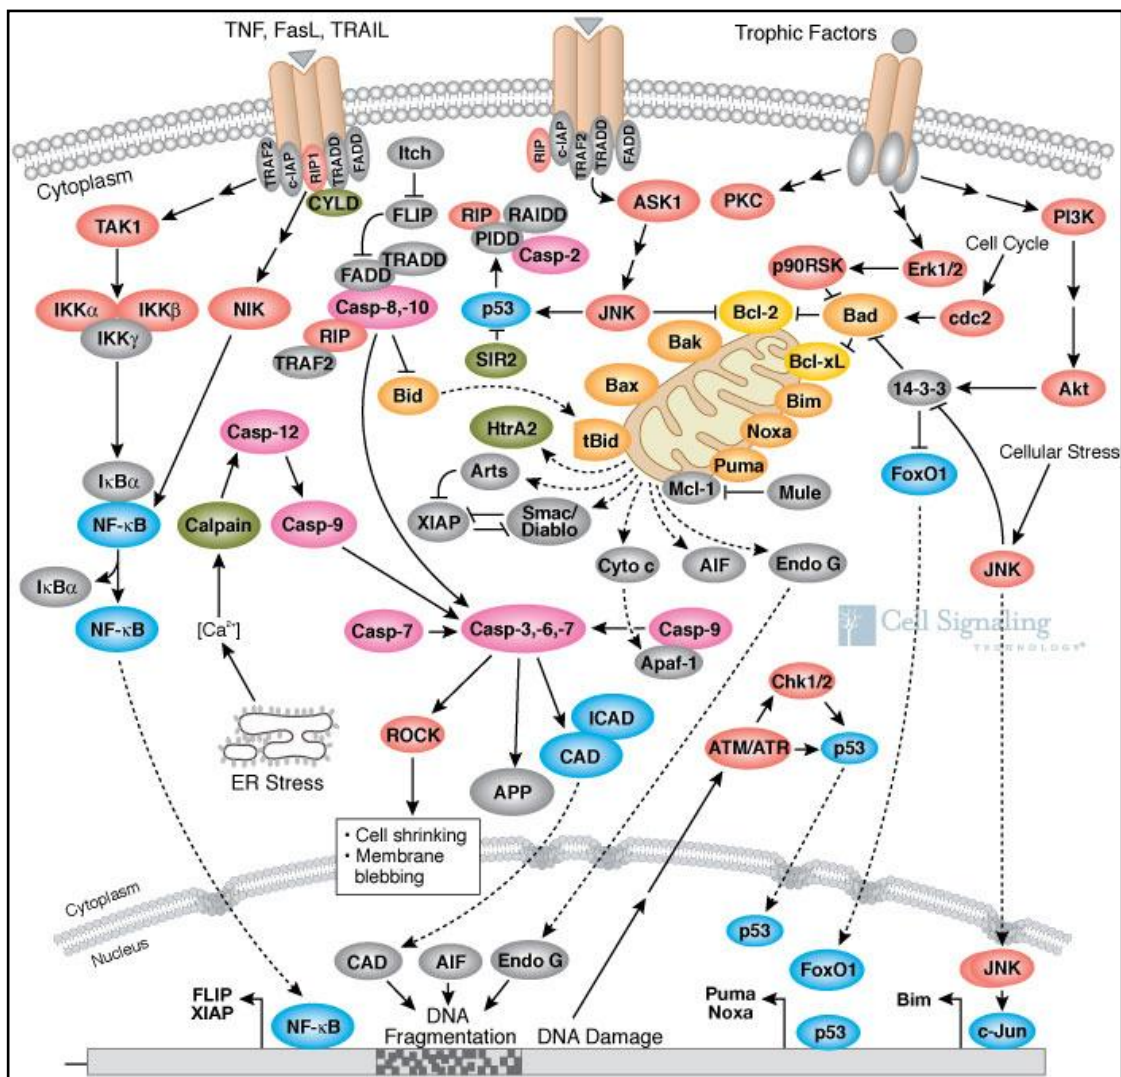 TNF, FasL, TRAIL
Trophic Factors
TRAF2
c-IAP
RIP1
TRADD
FADD
CYLD
RIP
c-IAP
TRAF2
TRADD
FADD
Cytoplasm
Itch
FLIP
TAK1
RIP
RAIDD
PIDD
Casp-2
ASK1
PKC
PI3K
Cell Cycle
TRADD
FADD
p90RSK
Erk1/2
IKKα
IKKβ
IKKγ
NIK
Casp-8,-10
RIP
TRAF2
p53
JNK
Bcl-2
Bad
cdc2
SIR2
Bak
Bcl-xL
Bid
Bax
Bim
14-3-3
Akt
HtrA2
tBid
Noxa
Casp-12
Puma
Cellular Stress
Arts
Mcl-1
Mule
FoxO1
IκBα
NF-κB
Calpain
Casp-9
XIAP
Smac/
Diablo
Cyto c
AIF
Endo G
JNK
IκBα
NF-κB
[Ca²⁺]
Casp-7
Casp-3,-6,-7
Casp-9
Apaf-1
Cell Signaling
TECHNOLOGY®
Chk1/2
ROCK
ICAD
CAD
ATM/ATR
p53
ER Stress
APP
• Cell shrinking
• Membrane
blebbing
Cytoplasm
Nucleus
p53
CAD
AIF
Endo G
FoxO1
JNK
FLIP
XIAP
NF-κB
DNA
Fragmentation
DNA Damage
Puma
Noxa
p53
Bim
c-Jun